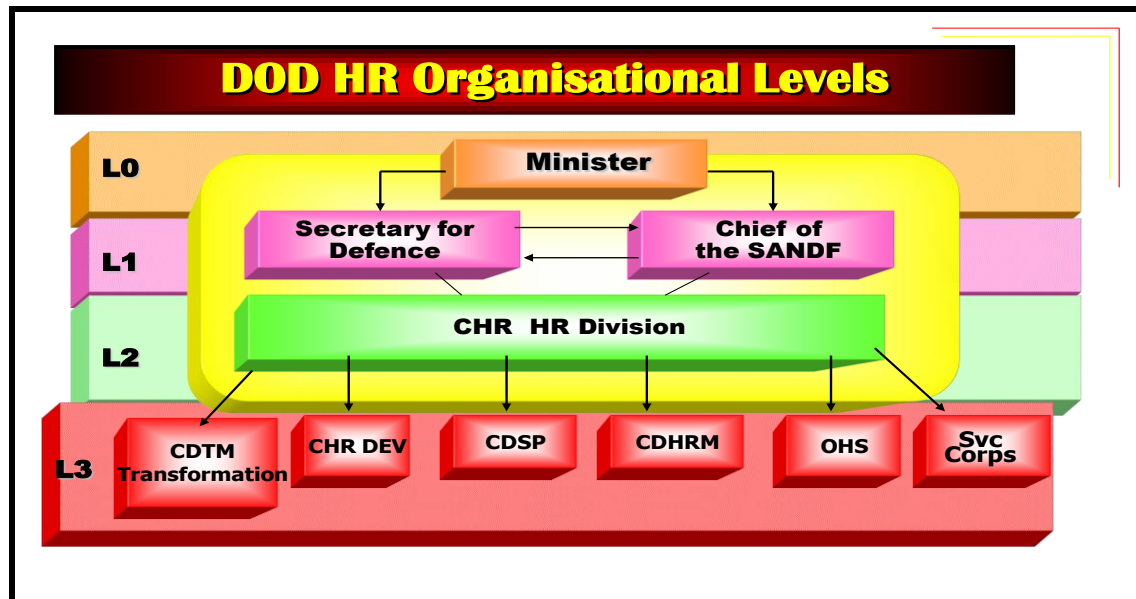 DOD HR Organisational Levels
L0
Minister
L1
Secretary for
Defence
Chief of
the SANDF
L2
CHR HR Division
L3
CDTM
Transformation
CHR DEV
CDSP
CDHRM
OHS
Svc
Corps